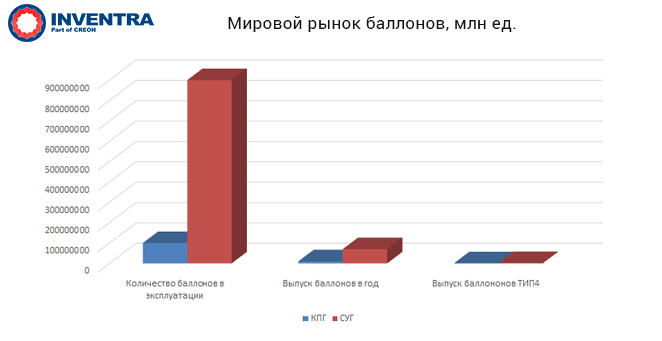 INVENTRA
Part of CREON
Мировой рынок баллонов, млн ед.
900000000
800000000
700000000
600000000
500000000
400000000
300000000
200000000
100000000
0
Количество баллонов в
эксплуатации
Выпуск баллонов в год
Выпуск баллононов ТИП4
КПГ
СУГ